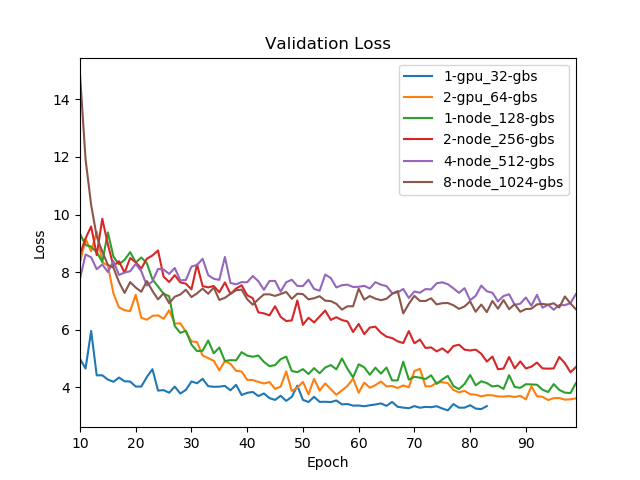 Validation Loss
1-gpu_32-gbs
2-gpu_64-gbs
1-node_128-gbs
2-node_256-gbs
4-node_512-gbs
8-node_1024-gbs
14
12
10
8
6
4
Loss
10 20 30 40 50 60 70 80 90
Epoch